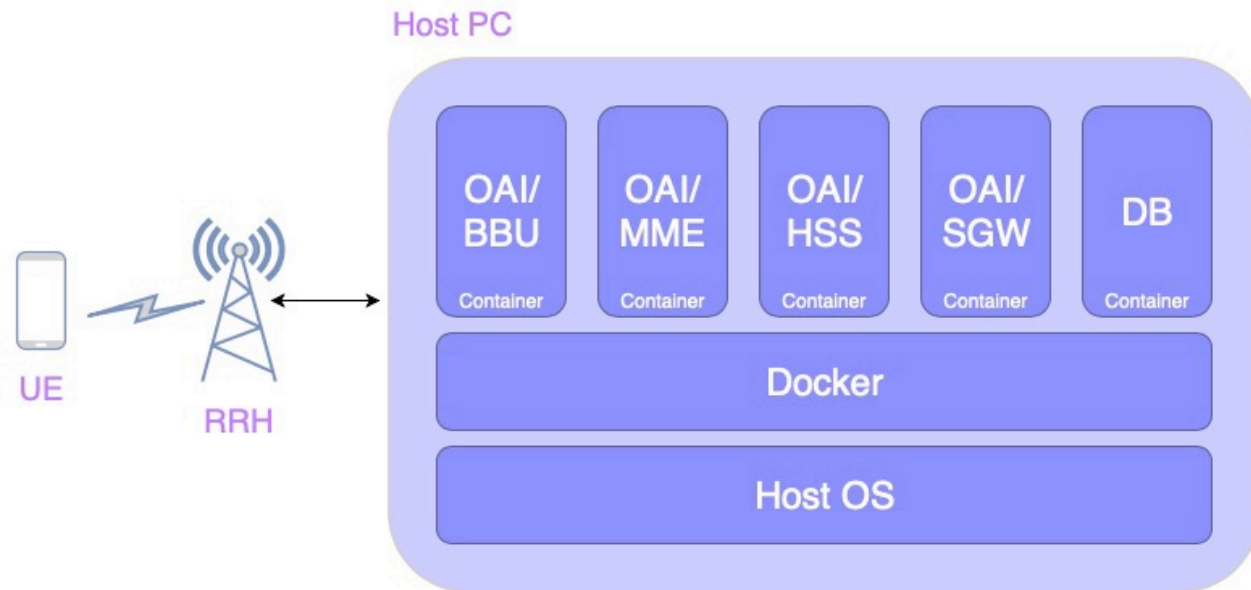 Host PC
OAI/
BBU
Container
OAI/
MME
Container
OAI/
HSS
Container
OAI/
SGW
Container
DB
Container
Docker
Host OS
UE
RRH